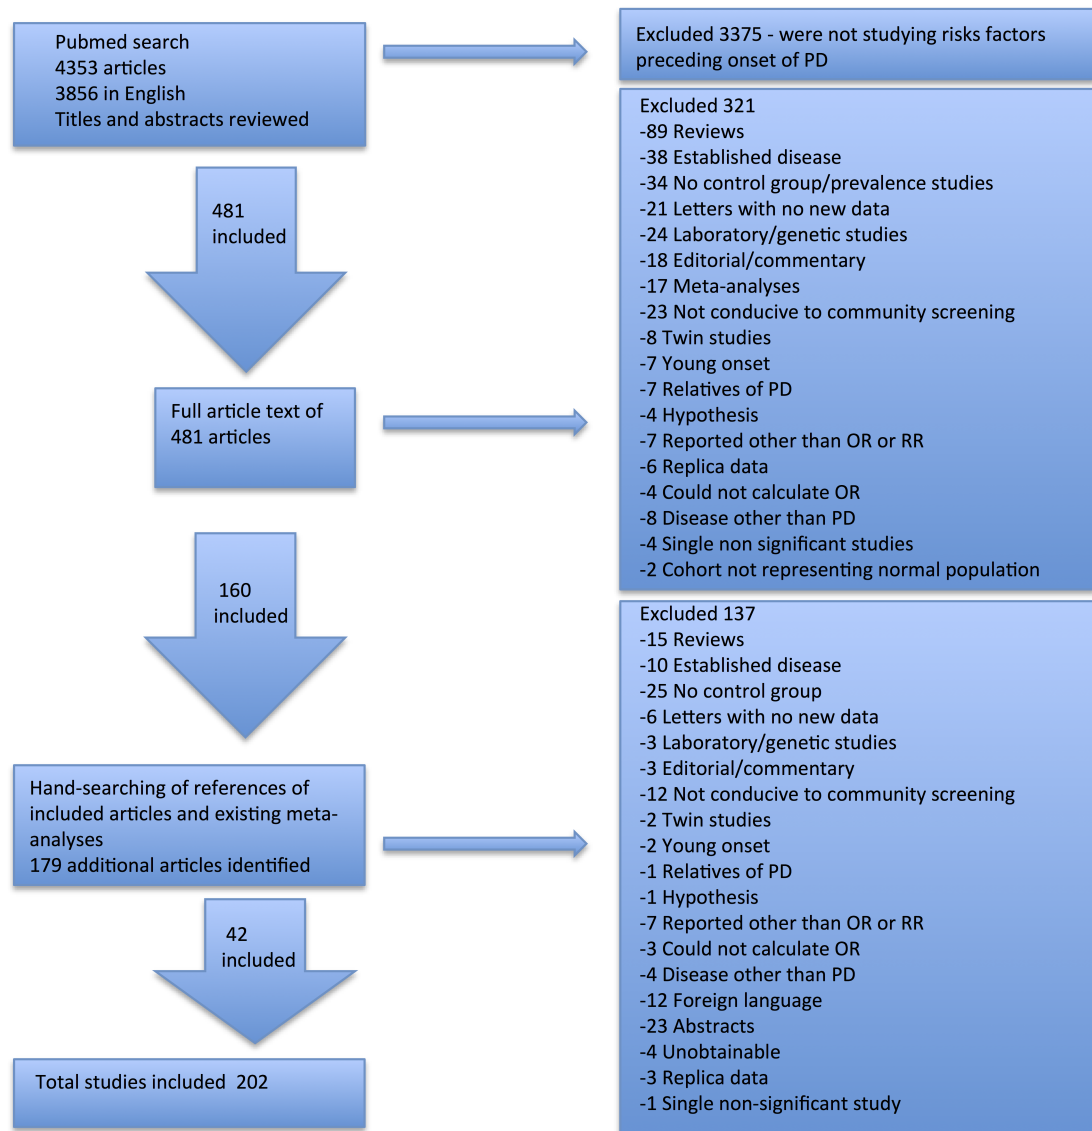 Pubmed search
4353 articles
3856 in English
Titles and abstracts reviewed
Excluded 3375 - were not studying risks factors
preceding onset of PD
481
included
Excluded 321
-89 Reviews
-38 Established disease
-34 No control group/prevalence studies
-21 Letters with no new data
-24 Laboratory/genetic studies
-18 Editorial/commentary
-17 Meta-analyses
-23 Not conducive to community screening
-8 Twin studies
-7 Young onset
-7 Relatives of PD
-4 Hypothesis
-7 Reported other than OR or RR
-6 Replica data
-4 Could not calculate OR
-8 Disease other than PD
-4 Single non significant studies
-2 Cohort not representing normal population
Full article text of
481 articles
160
included
Hand-searching of references of
included articles and existing meta-
analyses
179 additional articles identified
Excluded 137
-15 Reviews
-10 Established disease
-25 No control group
-6 Letters with no new data
-3 Laboratory/genetic studies
-3 Editorial/commentary
-12 Not conducive to community screening
-2 Twin studies
-2 Young onset
-1 Relatives of PD
-1 Hypothesis
-7 Reported other than OR or RR
-3 Could not calculate OR
-4 Disease other than PD
-12 Foreign language
-23 Abstracts
-4 Unobtainable
-3 Replica data
-1 Single non-significant study
42
included
Total studies included 202